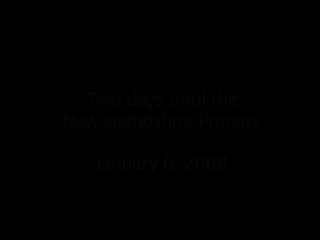 Two days until the
New Hampshire Primary
January 6, 2008